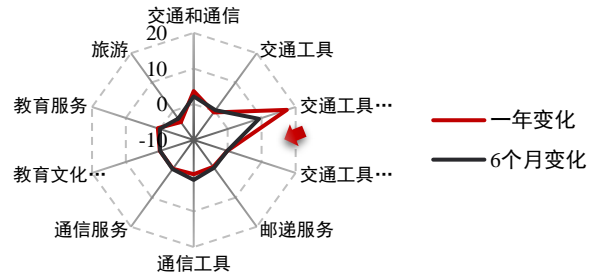 交通和通信
20
旅游
交通工具
10
教育服务
0
交通工具…
一年变化
-10
6个月变化
教育文化…
交通工具…
通信服务
邮递服务
通信工具